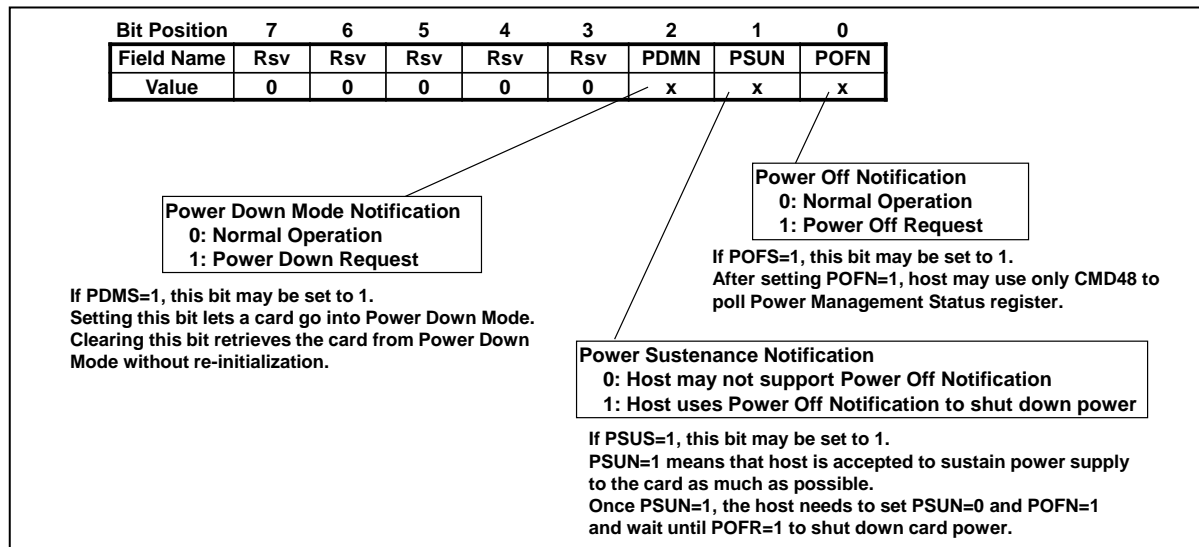 Bit Position 7 6 5 4 3 2 1 0
Field Name Rsv Rsv Rsv Rsv Rsv PDMN PSUN POFN
Value 0 0 0 0 0 x x x
Power Off Notification
0: Normal Operation
1: Power Off Request
If POFS=1, this bit may be set to 1.
After setting POFN=1, host may use only CMD48 to
poll Power Management Status register.
Power Down Mode Notification
0: Normal Operation
1: Power Down Request
If PDMS=1, this bit may be set to 1.
Setting this bit lets a card go into Power Down Mode.
Clearing this bit retrieves the card from Power Down
Mode without re-initialization.
Power Sustenance Notification
0: Host may not support Power Off Notification
1: Host uses Power Off Notification to shut down power
If PSUS=1, this bit may be set to 1.
PSUN=1 means that host is accepted to sustain power supply
to the card as much as possible.
Once PSUN=1, the host needs to set PSUN=0 and POFN=1
and wait until POFR=1 to shut down card power.